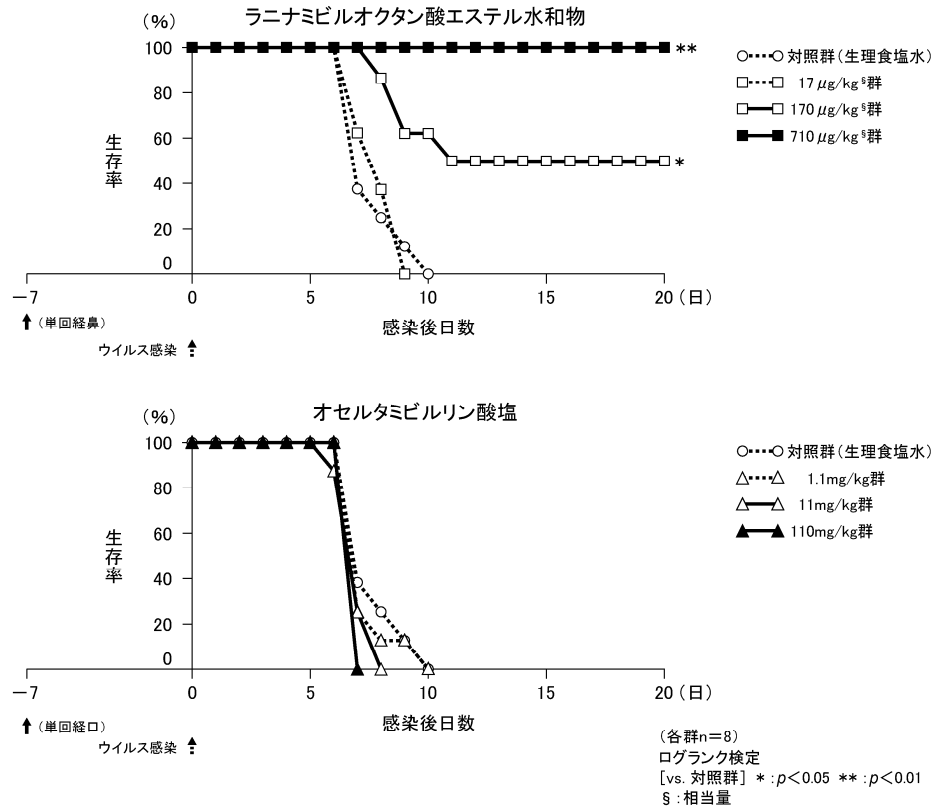 ラニナミビルオクタン酸エステル水和物
（％）
100
80
60
40
20
0
生存率
－7 0 5 10 15 20（日）
感染後日数
（単回経鼻）
ウイルス感染
＊＊
＊
対照群（生理食塩水）
17μg/kg§群
170μg/kg§群
710μg/kg§群
オセルタミビルリン酸塩
（％）
100
80
60
40
20
0
生存率
－7 0 5 10 15 20（日）
感染後日数
（単回経口）
ウイルス感染
対照群（生理食塩水）
1.1mg/kg群
11mg/kg群
110mg/kg群
（各群n＝8）
ログランク検定
［vs. 対照群］ ＊：p＜0.05 ＊＊：p＜0.01
§：相当量